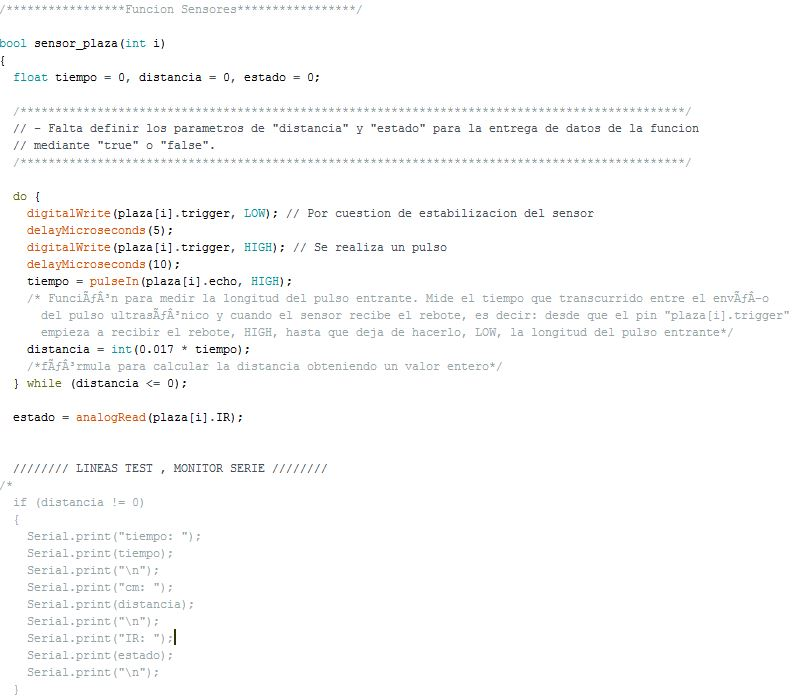 /*****************Funcion Sensores*****************/
bool sensor_plaza(int i)
{
float tiempo = 0, distancia = 0, estado = 0;
/***********************************************************************************************/
// - Falta definir los parametros de "distancia" y "estado" para la entrega de datos de la funcion
// mediante "true" o "false".
/***********************************************************************************************/
do {
digitalWrite(plaza[i].trigger, LOW); // Por cuestion de estabilizacion del sensor
delayMicroseconds(5);
digitalWrite(plaza[i].trigger, HIGH); // Se realiza un pulso
delayMicroseconds(10);
tiempo = pulseIn(plaza[i].echo, HIGH);
/* FunciÃƒÂ³n para medir la longitud del pulso entrante. Mide el tiempo que transcurrido entre el envÃƒÂ­o
del pulso ultrasÃƒÂ³nico y cuando el sensor recibe el rebote, es decir: desde que el pin "plaza[i].trigger"
empieza a recibir el rebote, HIGH, hasta que deja de hacerlo, LOW, la longitud del pulso entrante*/
distancia = int(0.017 * tiempo);
/*fÃƒÂ³rmula para calcular la distancia obteniendo un valor entero*/
} while (distancia <= 0);
estado = analogRead(plaza[i].IR);
//////// LINEAS TEST , MONITOR SERIE ////////
/*
if (distancia != 0)
{
Serial.print("tiempo: ");
Serial.print(tiempo);
Serial.print("\n");
Serial.print("cm: ");
Serial.print(distancia);
Serial.print("\n");
Serial.print("IR: ");
Serial.print(estado);
Serial.print("\n");
}